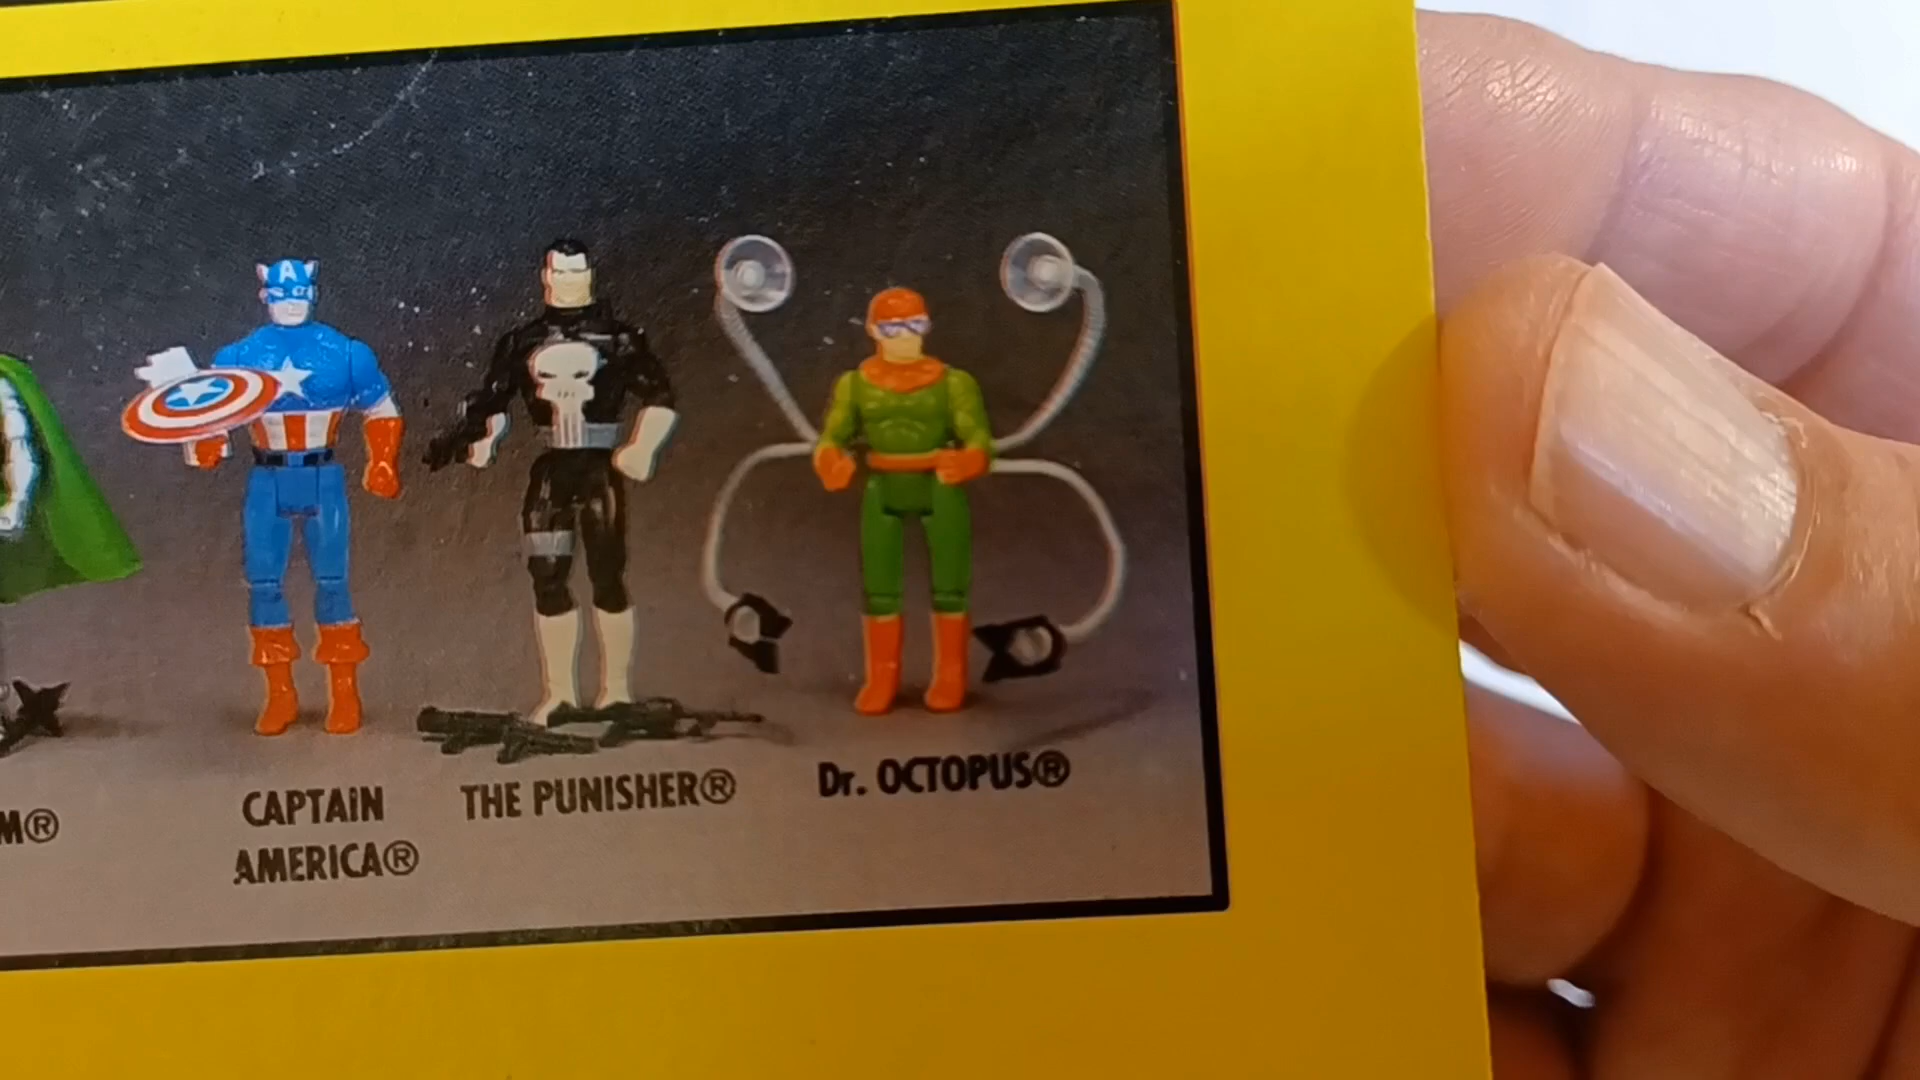 M®
CAPTAiN
AMERICA®
THE PUNISHER®
Dr. OCTOPUS®
A